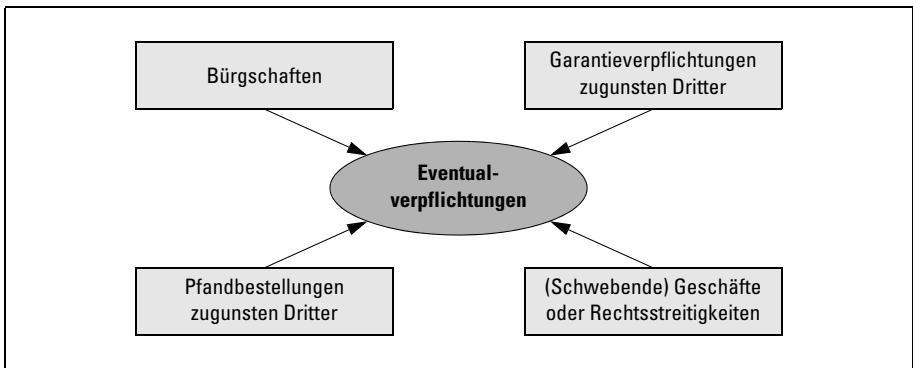 Bürgschaften
Garantieverpflichtungen
zugunsten Dritter
Eventual-
verpflichtungen
Pfandbestellungen
zugunsten Dritter
(Schwebende) Geschäfte
oder Rechtsstreitigkeiten